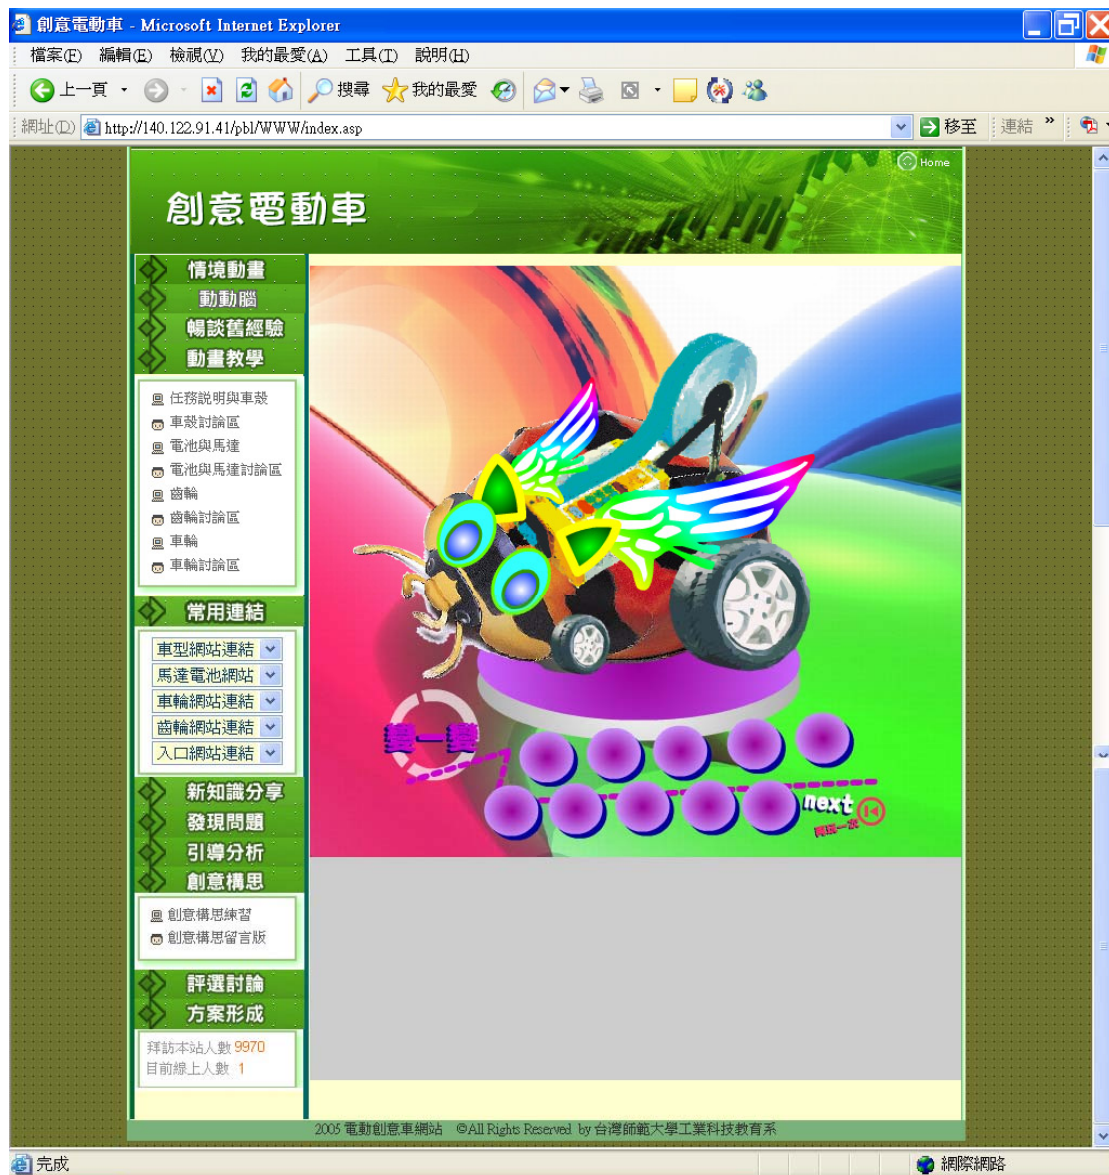 創意電動車 - Microsoft Internet Explorer
檔案(F) 編輯(E) 檢視(V) 我的最愛(A) 工具(T) 說明(H)
上一頁 搜尋 我的最愛
網址(D) http://140.122.91.41/pbl/WWW/index.asp 移至 連結 »
Home
創意電動車
情境動畫
動動腦
暢談舊經驗
動畫教學
任務說明與車殼
車殼討論區
電池與馬達
電池與馬達討論區
齒輪
齒輪討論區
車輪
車輪討論區
常用連結
車型網站連結
馬達電池網站
車輪網站連結
齒輪網站連結
入口網站連結
新知識分享
發現問題
引導分析
創意構思
創意構思練習
創意構思留言版
評選討論
方案形成
拜訪本站人數 9970
目前線上人數 1
變一變
next
2005 電動創意車網站 ©All Rights Reserved by 台灣師範大學工業科技教育系
完成 網際網路